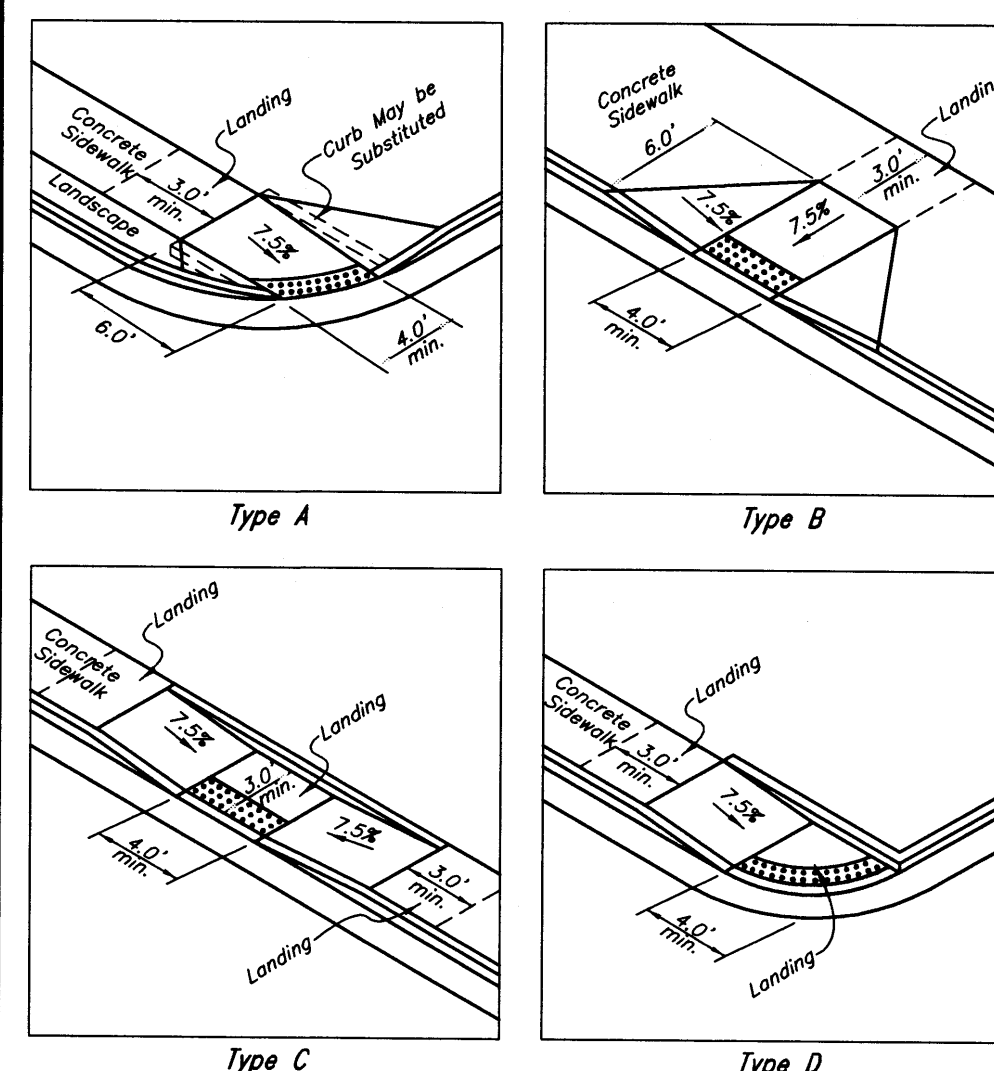 Landing
Curb May be
Substituted
Concrete
Sidewalk
3.0'
min.
Landscape
7.5%
6.0'
4.0'
min.
Type A
Concrete
Sidewalk
6.0'
3.0'
min.
7.5%
7.5%
4.0'
min.
Type B
Landing
Concrete
Sidewalk
Landing
7.5%
3.0'
min.
7.5%
4.0'
min.
3.0'
min.
Landing
Type C
Landing
Concrete
Sidewalk
3.0'
min.
7.5%
4.0'
min.
Landing
Type D